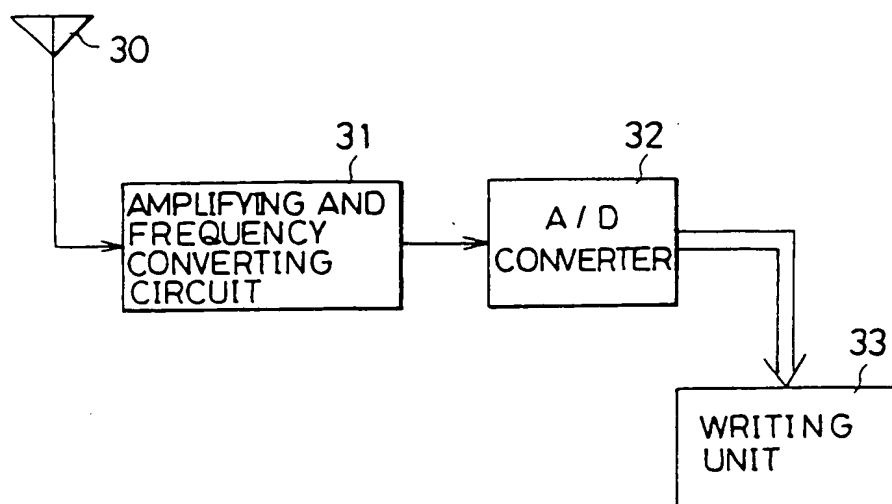 30
31
32
AMPLIFYING AND
FREQUENCY
CONVERTING
CIRCUIT
A/D
CONVERTER
33
WRITING
UNIT